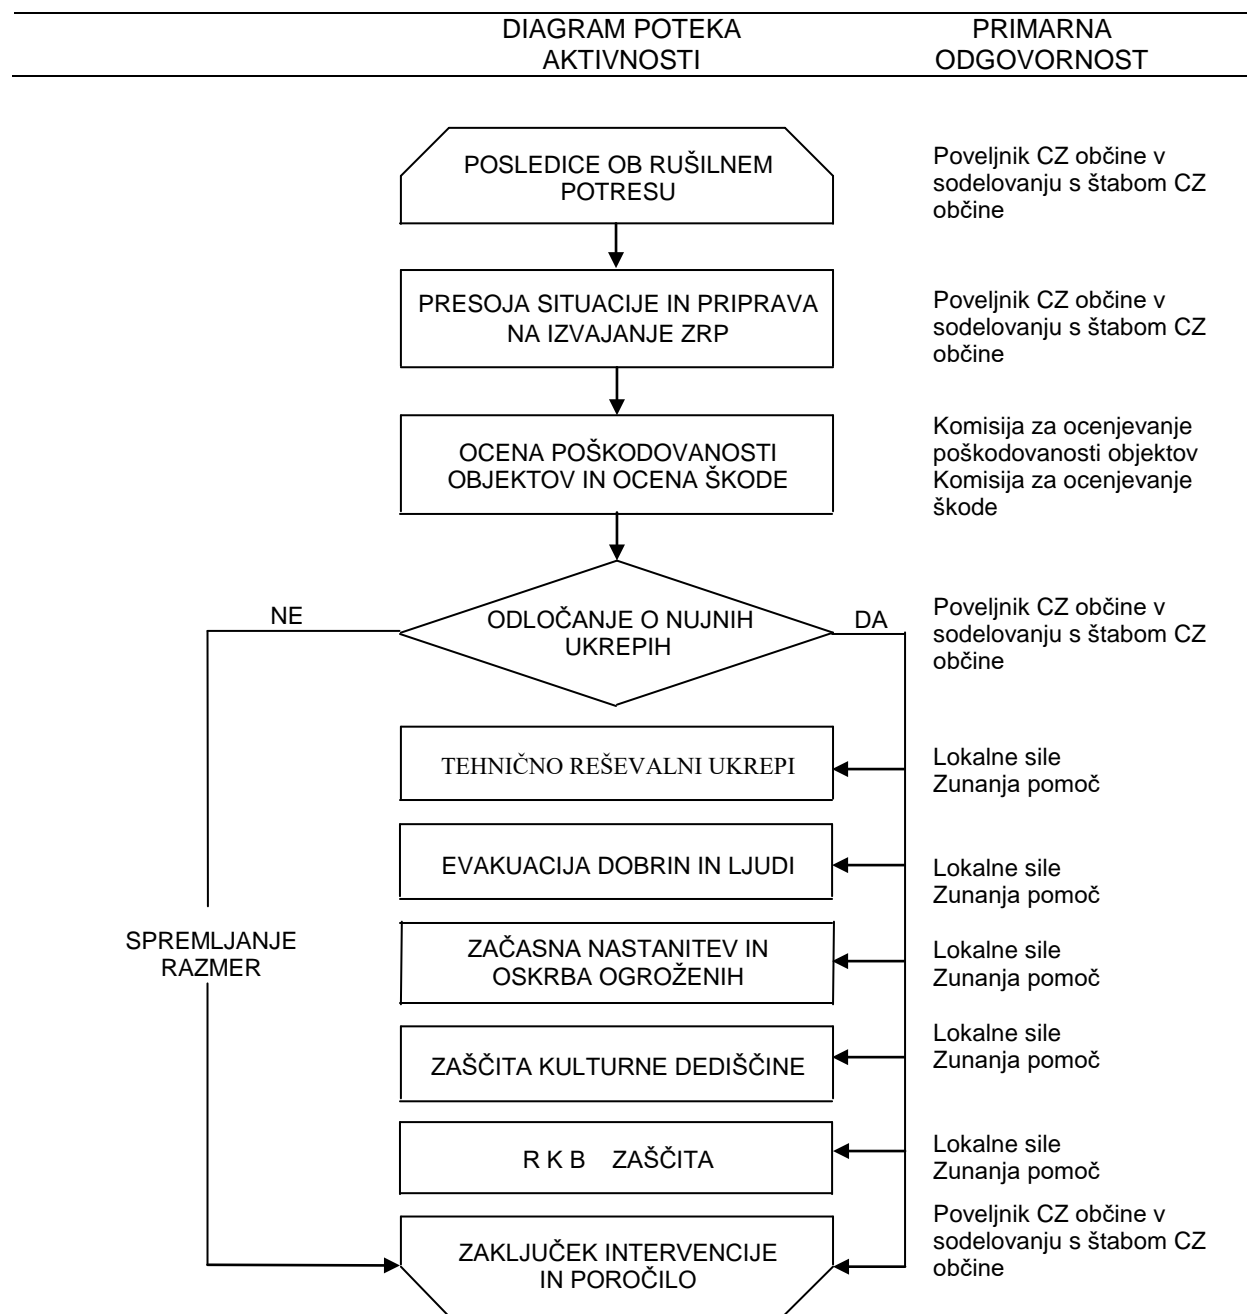 DIAGRAM POTEKA
AKTIVNOSTI
PRIMARNA
ODGOVORNOST
POSLEDICE OB RUŠILNEM
POTRESU
Poveljnik CZ občine v
sodelovanju s štabom CZ
občine
PRESOJA SITUACIJE IN PRIPRAVA
NA IZVAJANJE ZRP
Poveljnik CZ občine v
sodelovanju s štabom CZ
občine
OCENA POŠKODOVANOSTI
OBJEKTOV IN OCENA ŠKODE
Komisija za ocenjevanje
poškodovanosti objektov
Komisija za ocenjevanje
škode
NE
ODLOČANJE O NUJNIH
UKREPIH
DA
Poveljnik CZ občine v
sodelovanju s štabom CZ
občine
TEHNIČNO REŠEVALNI UKREPI
Lokalne sile
Zunanja pomoč
EVAKUACIJA DOBRIN IN LJUDI
Lokalne sile
Zunanja pomoč
SPREMLJANJE
RAZMER
ZAČASNA NASTANITEV IN
OSKRBA OGROŽENIH
Lokalne sile
Zunanja pomoč
ZAŠČITA KULTURNE DEDIŠČINE
Lokalne sile
Zunanja pomoč
R K B ZAŠČITA
Lokalne sile
Zunanja pomoč
ZAKLJUČEK INTERVENCIJE
IN POROČILO
Poveljnik CZ občine v
sodelovanju s štabom CZ
občine